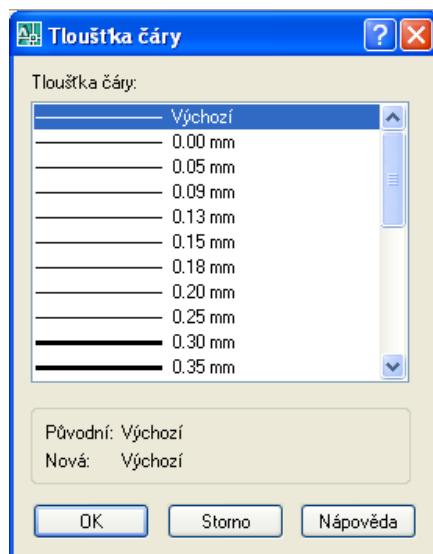 Tloušťka čáry
Tloušťka čáry:
Výchozí
0.00 mm
0.05 mm
0.09 mm
0.13 mm
0.15 mm
0.18 mm
0.20 mm
0.25 mm
0.30 mm
0.35 mm
Původní: Výchozí
Nová: Výchozí
OK Storno Nápověda